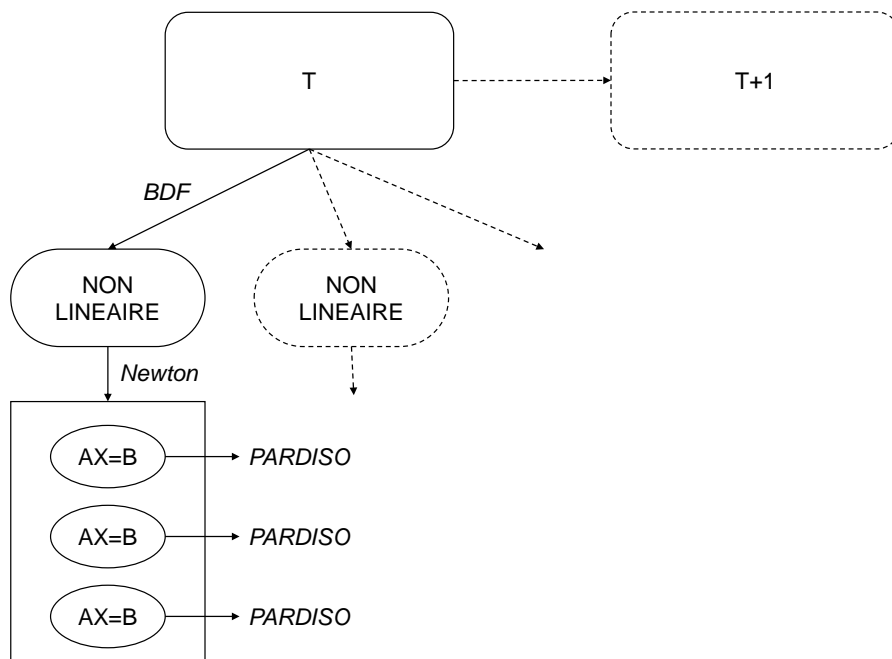 T
T+1
BDF
NON
LINEAIRE
NON
LINEAIRE
Newton
AX=B
PARDISO
AX=B
PARDISO
AX=B
PARDISO